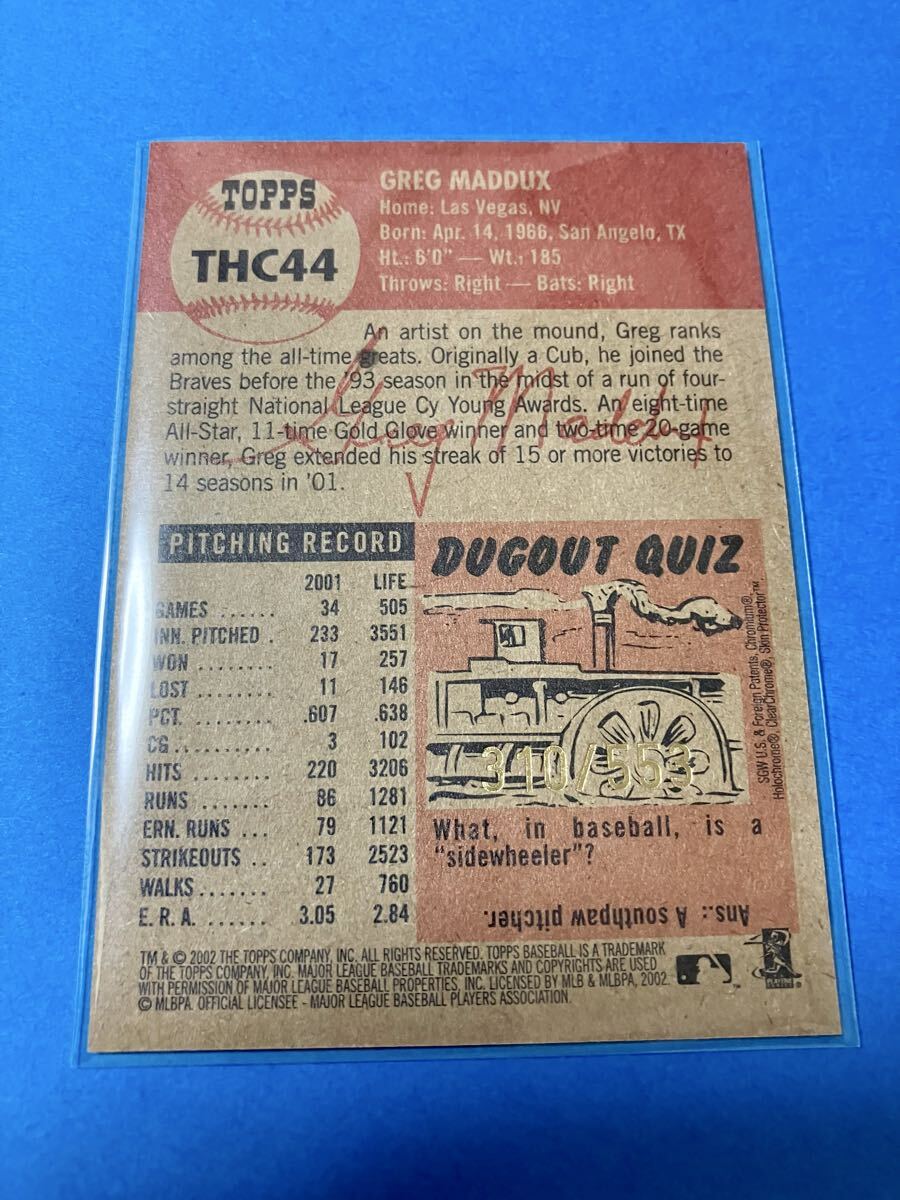 TOPPS
THC44
GREG MADDUX
Home: Las Vegas, NV
Born: Apr. 14, 1966, San Angelo, TX
Ht.: 6'0" — Wt.: 185
Throws: Right — Bats: Right
An artist on the mound, Greg ranks
among the all-time greats. Originally a Cub, he joined the
Braves before the '93 season in the midst of a run of four-
straight National League Cy Young Awards. An eight-time
All-Star, 11-time Gold Glove winner and two-time 20-game
winner, Greg extended his streak of 15 or more victories to
14 seasons in '01.
Greg Maddux
PITCHING RECORD
2001 LIFE
GAMES ...... 34 505
INN. PITCHED . 233 3551
WON ........ 17 257
LOST ........ 11 146
PCT. ........ .607 .638
CG.......... 3 102
HITS ........ 220 3206
RUNS ....... 86 1281
ERN. RUNS ... 79 1121
STRIKEOUTS .. 173 2523
WALKS....... 27 760
E. R. A. ....... 3.05 2.84
DUGOUT QUIZ
310/553
What, in baseball, is a
"sidewheeler"?
Ans.: A southpaw pitcher.
SGW U.S. & Foreign Patents. Chromium®,
Holochrome®, ClearChrome®, Skin Protector™.
TM & © 2002 THE TOPPS COMPANY, INC. ALL RIGHTS RESERVED. TOPPS BASEBALL IS A TRADEMARK
OF THE TOPPS COMPANY, INC. MAJOR LEAGUE BASEBALL TRADEMARKS AND COPYRIGHTS ARE USED
WITH PERMISSION OF MAJOR LEAGUE BASEBALL PROPERTIES, INC. LICENSED BY MLB & MLBPA, 2002.
© MLBPA. OFFICIAL LICENSEE - MAJOR LEAGUE BASEBALL PLAYERS ASSOCIATION.